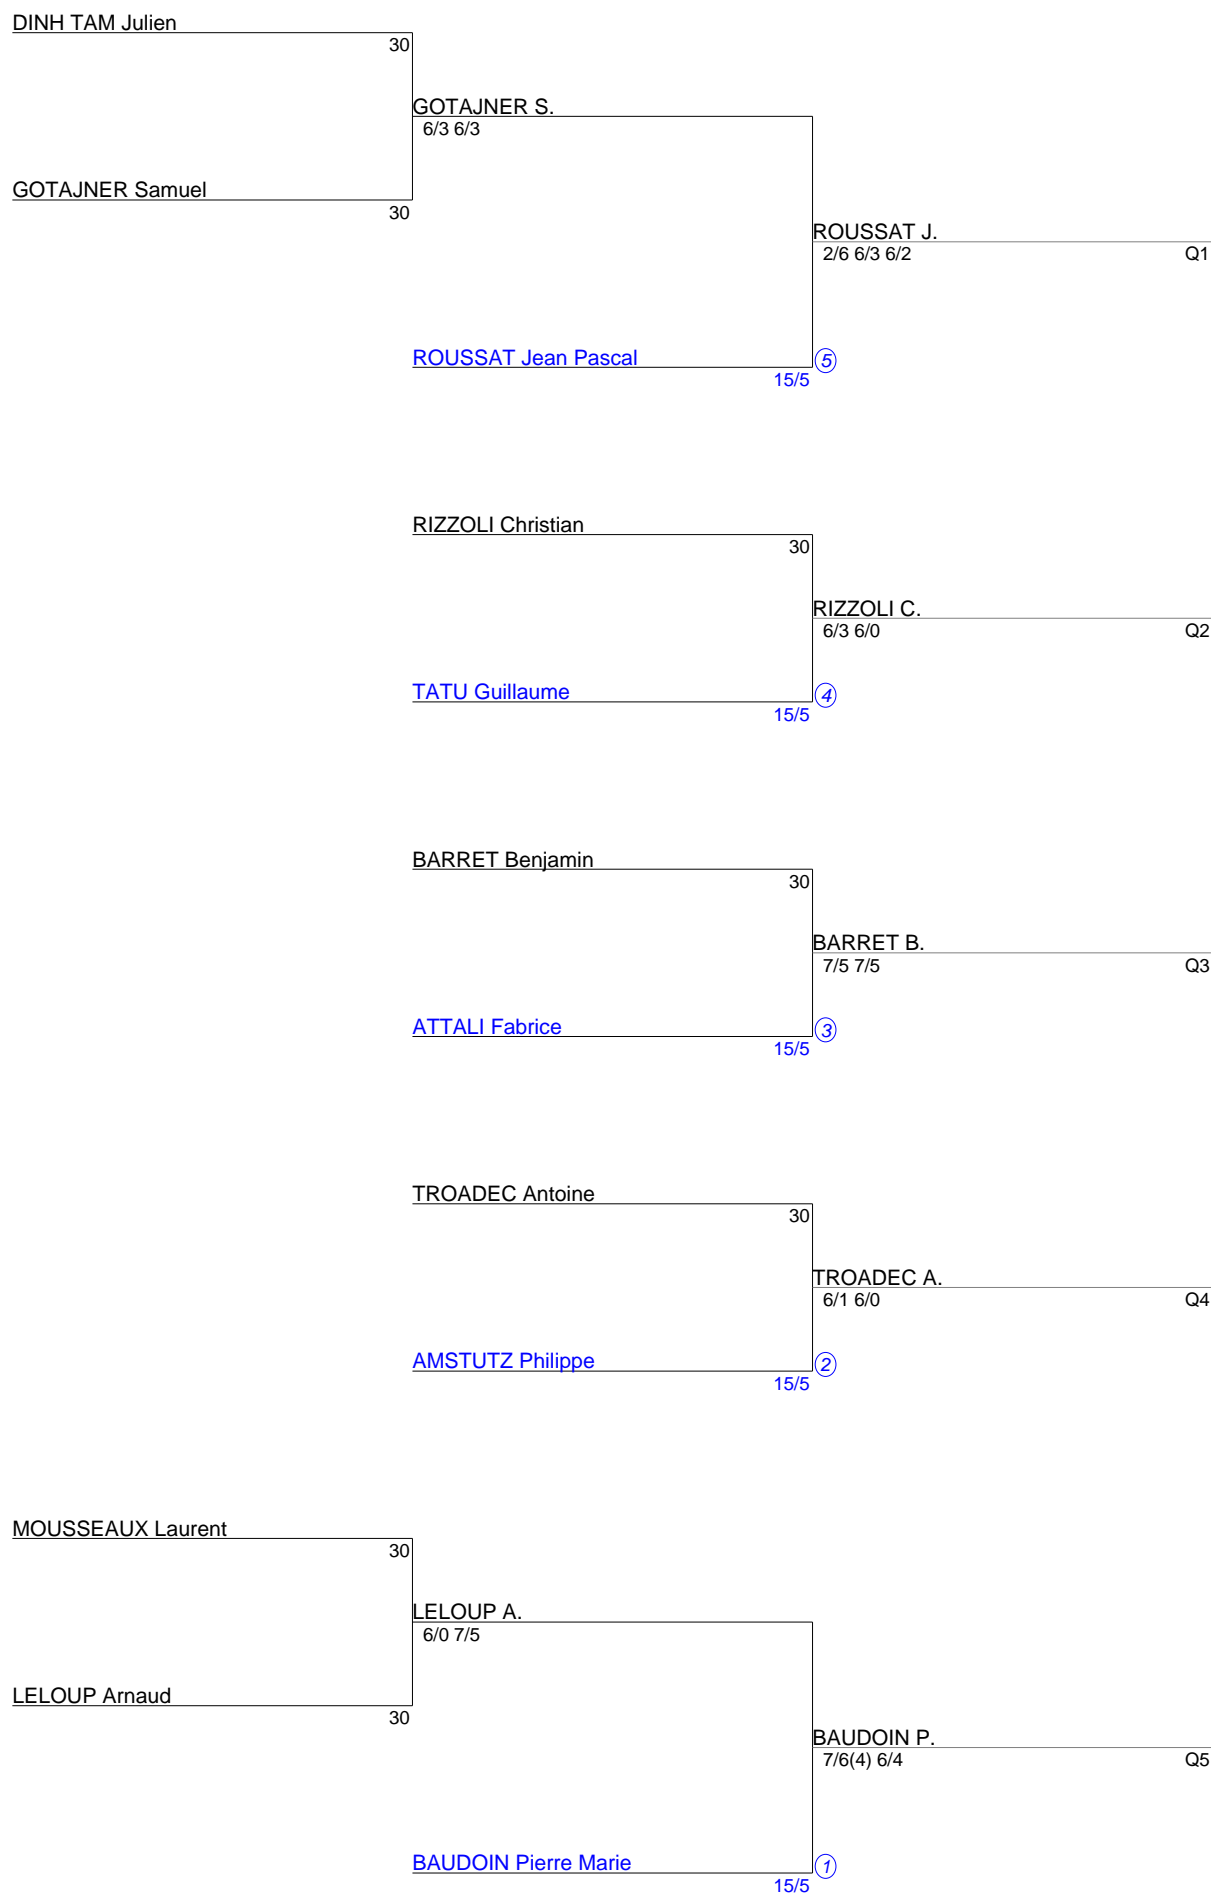 DINH TAM Julien
30
GOTAJNER S.
6/3 6/3
GOTAJNER Samuel
30
ROUSSAT J.
2/6 6/3 6/2 Q1
ROUSSAT Jean Pascal 5
15/5
RIZZOLI Christian
30
RIZZOLI C.
6/3 6/0 Q2
TATU Guillaume 4
15/5
BARRET Benjamin
30
BARRET B.
7/5 7/5 Q3
ATTALI Fabrice 3
15/5
TROADEC Antoine
30
TROADEC A.
6/1 6/0 Q4
AMSTUTZ Philippe 2
15/5
MOUSSEAUX Laurent
30
LELOUP A.
6/0 7/5
LELOUP Arnaud
30
BAUDOIN P.
7/6(4) 6/4 Q5
BAUDOIN Pierre Marie 1
15/5